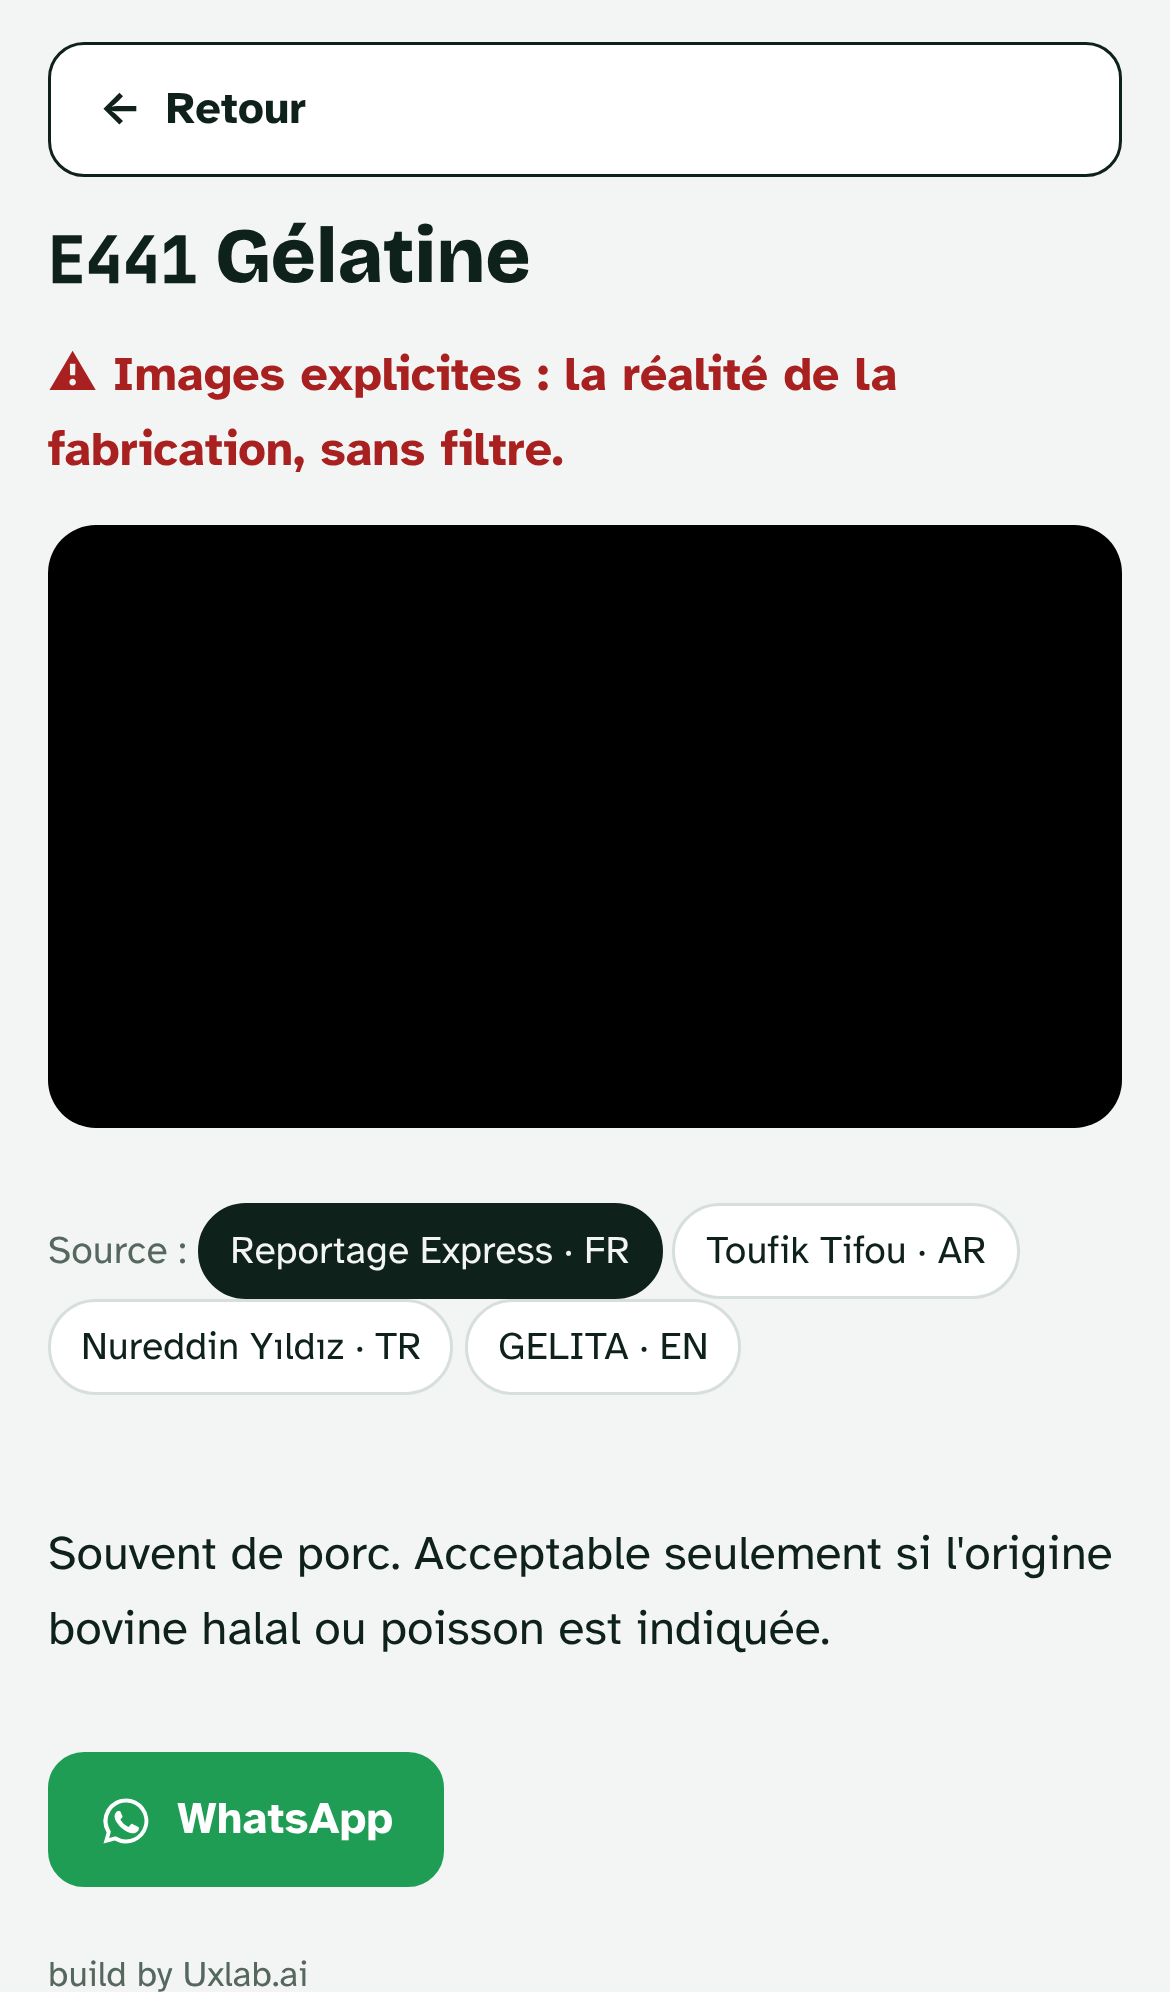 ← Retour
E441 Gélatine
⚠ Images explicites : la réalité de la
fabrication, sans filtre.
Source : Reportage Express · FR Toufik Tifou · AR
Nureddin Yıldız · TR GELITA · EN
Souvent de porc. Acceptable seulement si l'origine
bovine halal ou poisson est indiquée.
WhatsApp
build by Uxlab.ai